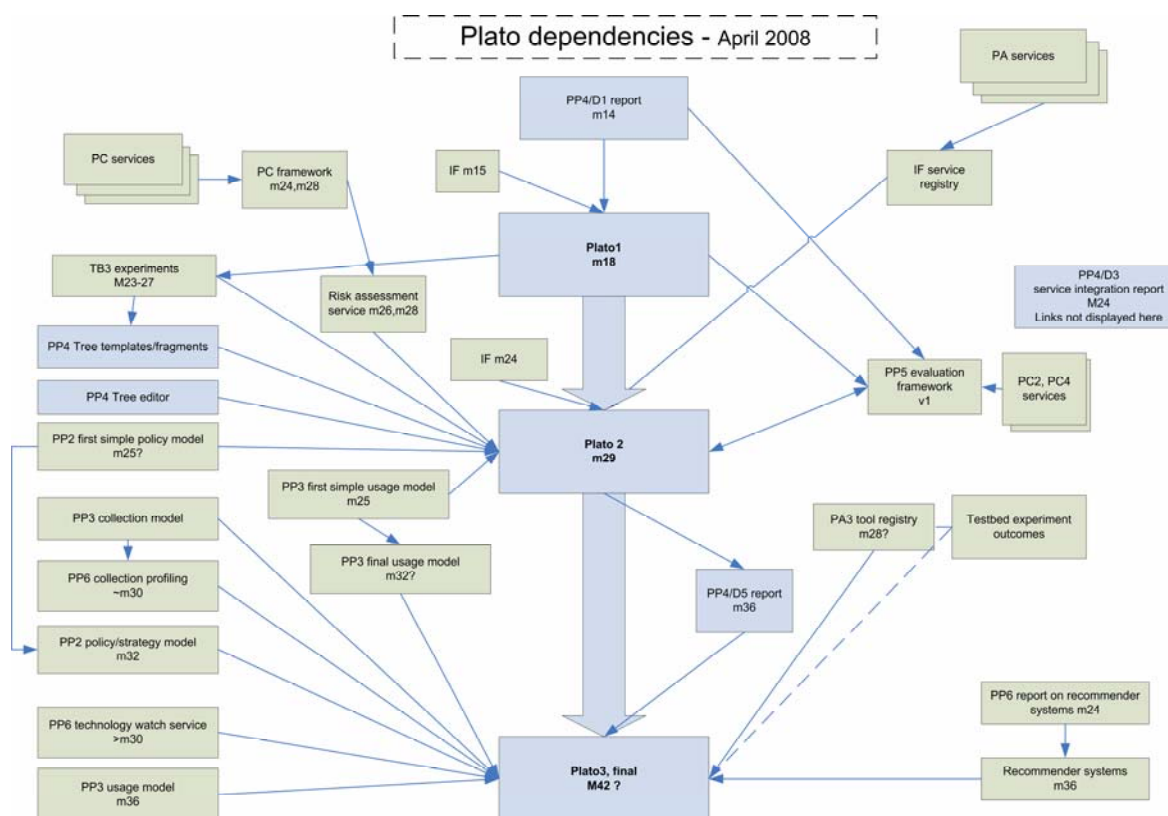 Plato dependencies - April 2008
PA services
PP4/D1 report
m14
PC services
PC framework
m24,m28
IF m15
IF service
registry
Plato1
m18
TB3 experiments
M23-27
Risk assessment
service m26,m28
PP4/D3
service integration report
M24
Links not displayed here
PP4 Tree templates/fragments
IF m24
PP5 evaluation
framework
v1
PC2, PC4
services
PP4 Tree editor
PP2 first simple policy model
m25?
Plato 2
m29
PP3 first simple usage model
m25
PP3 collection model
PA3 tool registry
m28?
Testbed experiment
outcomes
PP3 final usage model
m32?
PP6 collection profiling
~m30
PP4/D5 report
m36
PP2 policy/strategy model
m32
PP6 report on recommender
systems m24
PP6 technology watch service
>m30
Plato3, final
M42 ?
Recommender systems
m36
PP3 usage model
m36